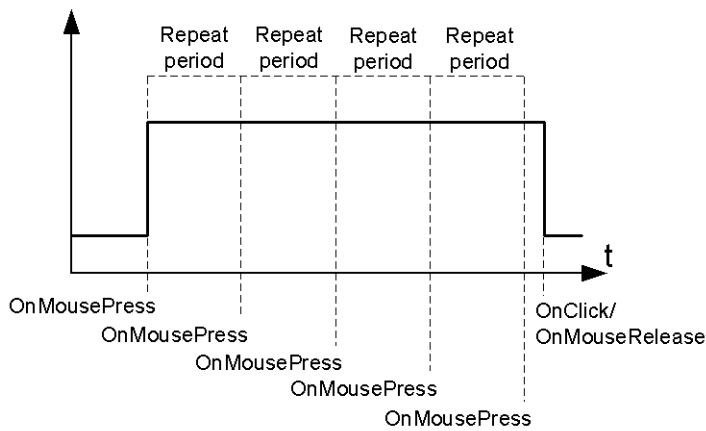 Repeat period
Repeat period
Repeat period
Repeat period
t
OnMousePress
OnMousePress
OnMousePress
OnMousePress
OnMousePress
OnClick/
OnMouseRelease